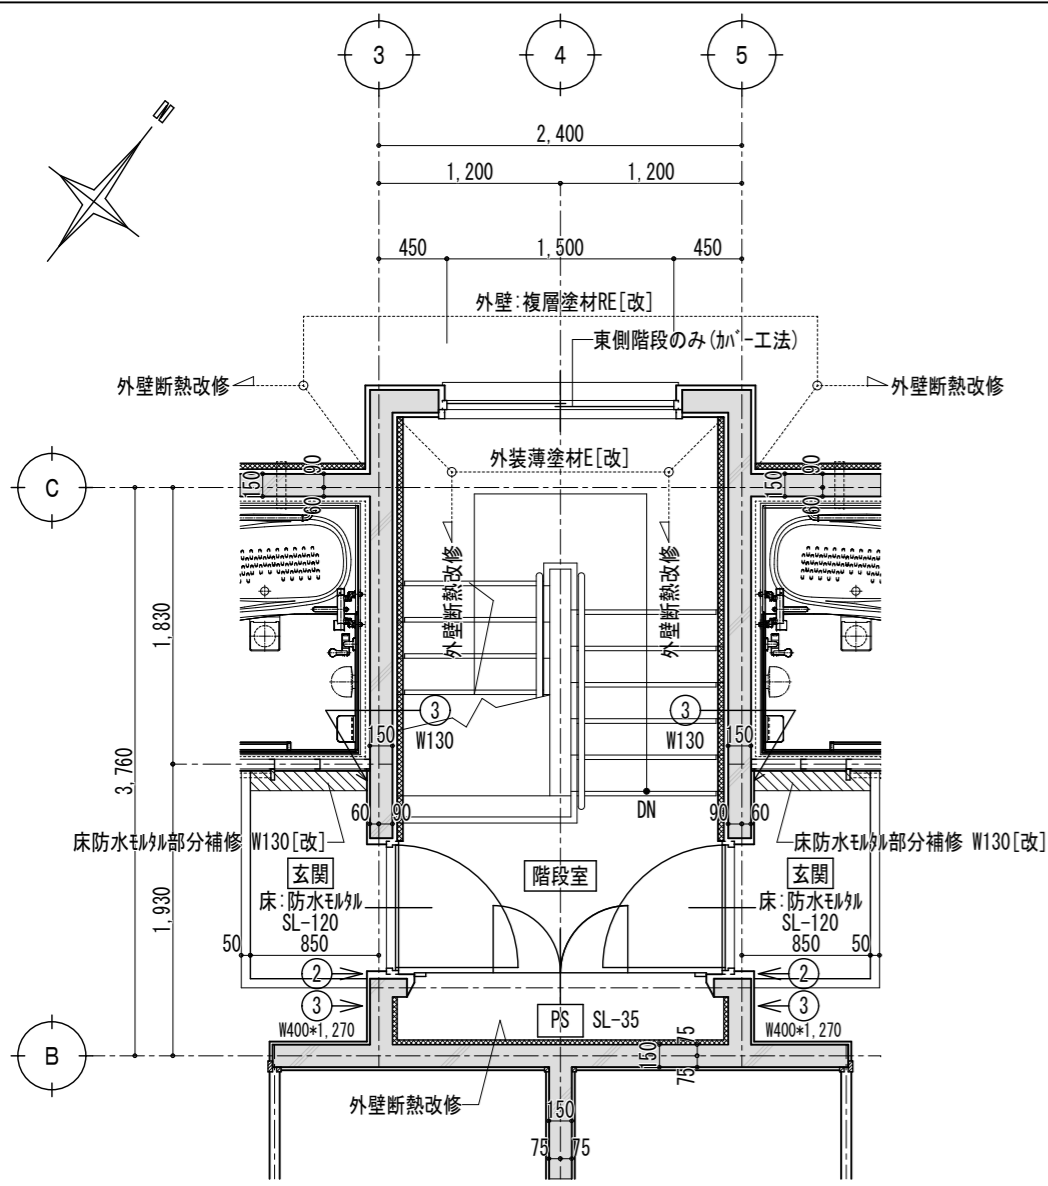 3 4 5
N
2,400
1,200 1,200
450 1,500 450
外壁:複層塗材RE[改]
東側階段のみ(ｶﾊﾞｰ工法)
外壁断熱改修 外壁断熱改修
外装薄塗材E[改]
C
150 90 60
150 90 60
外壁断熱改修 外壁断熱改修
1,830
3,760
3 3
150 W130 W130 150
60 90 DN 90 60
床防水ﾓﾙﾀﾙ部分補修 W130[改] 床防水ﾓﾙﾀﾙ部分補修 W130[改]
玄関 階段室 玄関
床:防水ﾓﾙﾀﾙ 床:防水ﾓﾙﾀﾙ
SL-120 SL-120
1,930
50 850 850 50
2 2
3 3
W400*1,270 PS SL-35 W400*1,270
B
75 150 75
外壁断熱改修
150
75 75